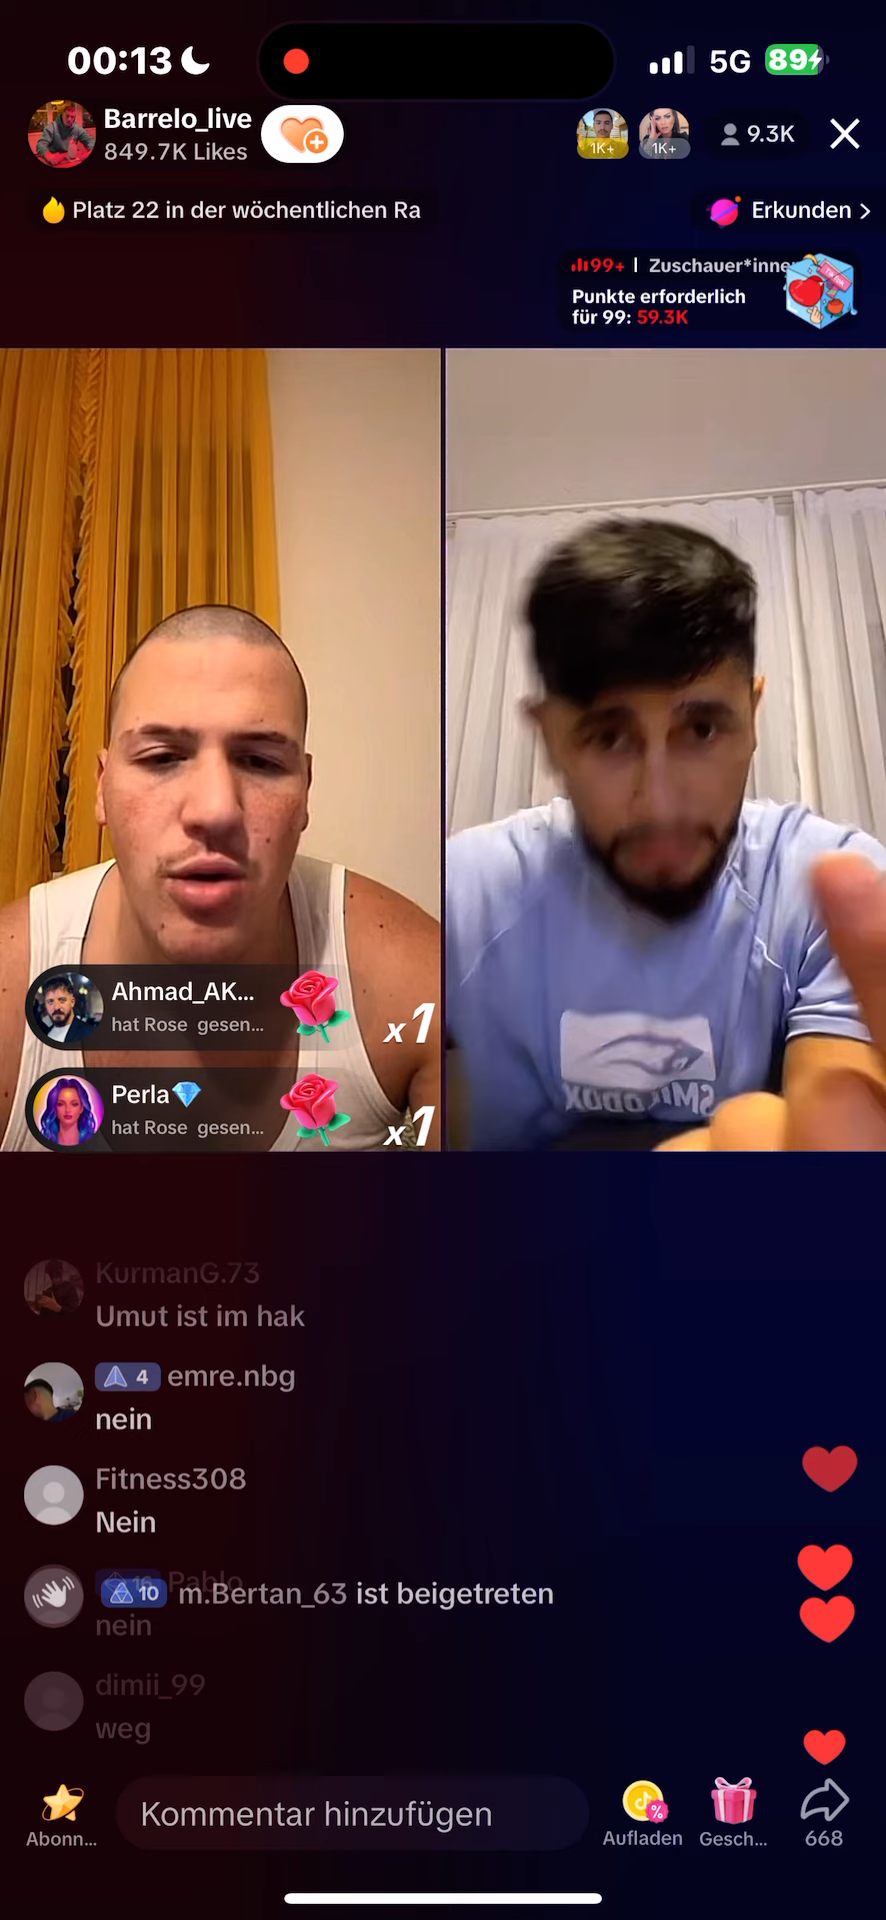 00:13
5G
89
Barrelo_live
849.7K Likes
1K+
1K+
9.3K
Platz 22 in der wöchentlichen Ra
Erkunden >
99+ | Zuschauer*inne
Punkte erforderlich
für 99: 59.3K
SMILODOX
Ahmad_AK...
hat Rose gesen...
x1
Perla
hat Rose gesen...
x1
KurmanG.73
Umut ist im hak
4 emre.nbg
nein
Fitness308
Nein
16 Pablo
10 m.Bertan_63 ist beigetreten
nein
dimii_99
weg
Abonn...
Kommentar hinzufügen
Aufladen
Gesch...
668